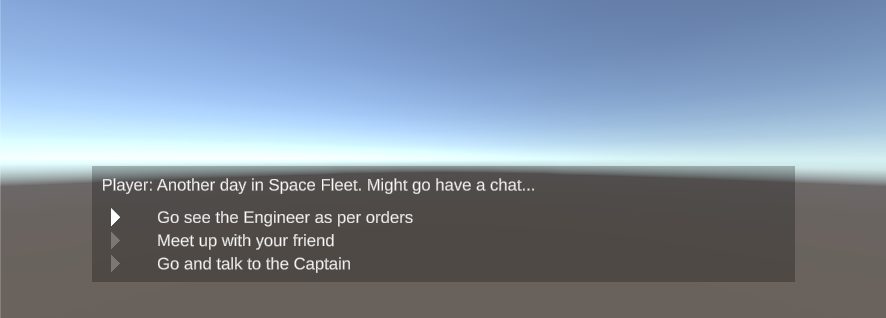 Player: Another day in Space Fleet. Might go have a chat...
Go see the Engineer as per orders
Meet up with your friend
Go and talk to the Captain